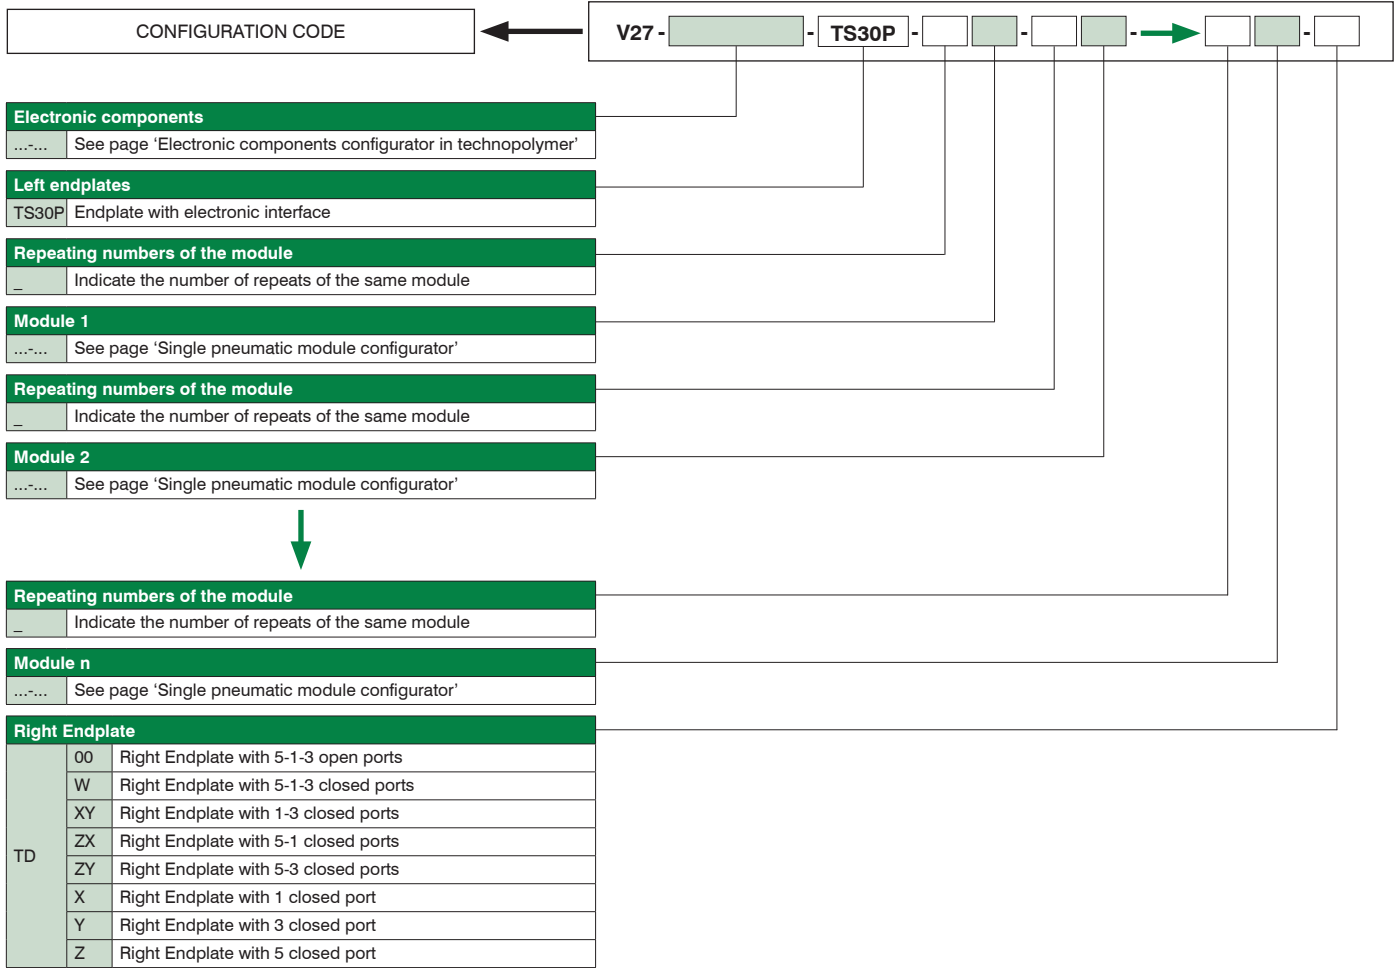 CONFIGURATION CODE
V27 - - TS30P - - - - -
Electronic components
...-... See page ‘Electronic components configurator in technopolymer’
Left endplates
TS30P Endplate with electronic interface
Repeating numbers of the module
_ Indicate the number of repeats of the same module
Module 1
...-... See page ‘Single pneumatic module configurator’
Repeating numbers of the module
_ Indicate the number of repeats of the same module
Module 2
...-... See page ‘Single pneumatic module configurator’
Repeating numbers of the module
_ Indicate the number of repeats of the same module
Module n
...-... See page ‘Single pneumatic module configurator’
Right Endplate
TD
00 Right Endplate with 5-1-3 open ports
W Right Endplate with 5-1-3 closed ports
XY Right Endplate with 1-3 closed ports
ZX Right Endplate with 5-1 closed ports
ZY Right Endplate with 5-3 closed ports
X Right Endplate with 1 closed port
Y Right Endplate with 3 closed port
Z Right Endplate with 5 closed port